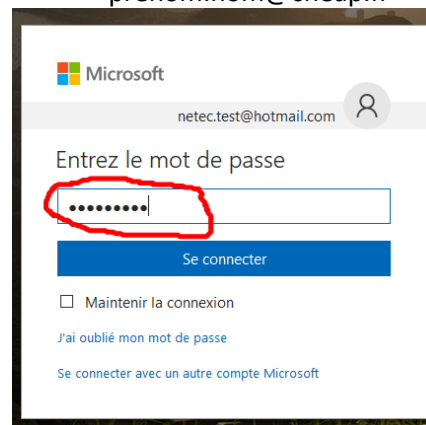 Microsoft
netec.test@hotmail.com
Entrez le mot de passe
•••••••••
Se connecter
Maintenir la connexion
J'ai oublié mon mot de passe
Se connecter avec un autre compte Microsoft